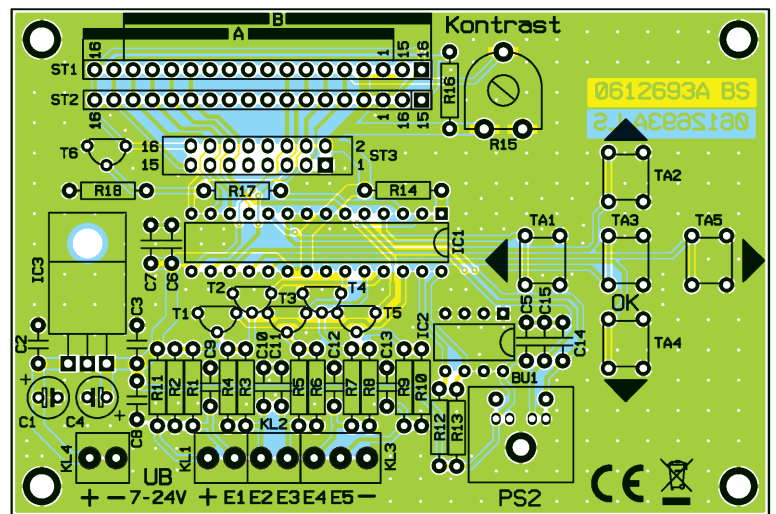 B
Kontrast
A
16 1 15 16
ST1
ST2
16 1 16 15
R16
R15
0612693A BS
0612693A LS
T6
16 2
15 1
ST3
R18
R17
R14
TA2
TA1
TA3
TA5
OK
TA4
IC3
C7
C6
IC1
T2
T3
T4
T1
T5
C2
C3
C9
C10
C11
C12
C13
IC2
C5
C15
C14
R11
R2
R1
R4
R3
R5
R6
R7
R8
R9
R10
BU1
+
C1
C4
+
C8
KL2
R12
R13
KL4
KL1
KL3
UB
+ - 7-24V + E1 E2 E3 E4 E5 -
PS2
CE